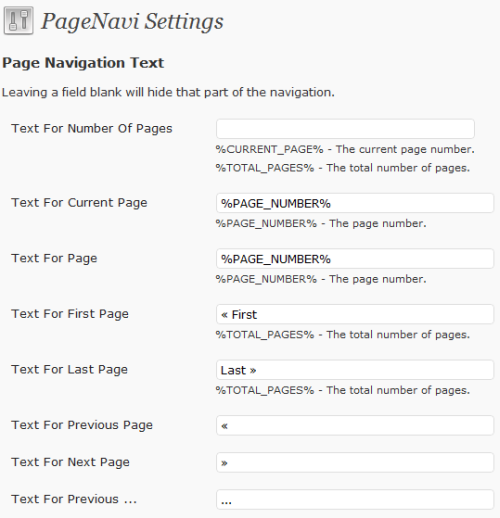 PageNavi Settings
Page Navigation Text
Leaving a field blank will hide that part of the navigation.
Text For Number Of Pages
%CURRENT_PAGE% - The current page number.
%TOTAL_PAGES% - The total number of pages.
Text For Current Page %PAGE_NUMBER%
%PAGE_NUMBER% - The page number.
Text For Page %PAGE_NUMBER%
%PAGE_NUMBER% - The page number.
Text For First Page « First
%TOTAL_PAGES% - The total number of pages.
Text For Last Page Last »
%TOTAL_PAGES% - The total number of pages.
Text For Previous Page «
Text For Next Page »
Text For Previous ... ...